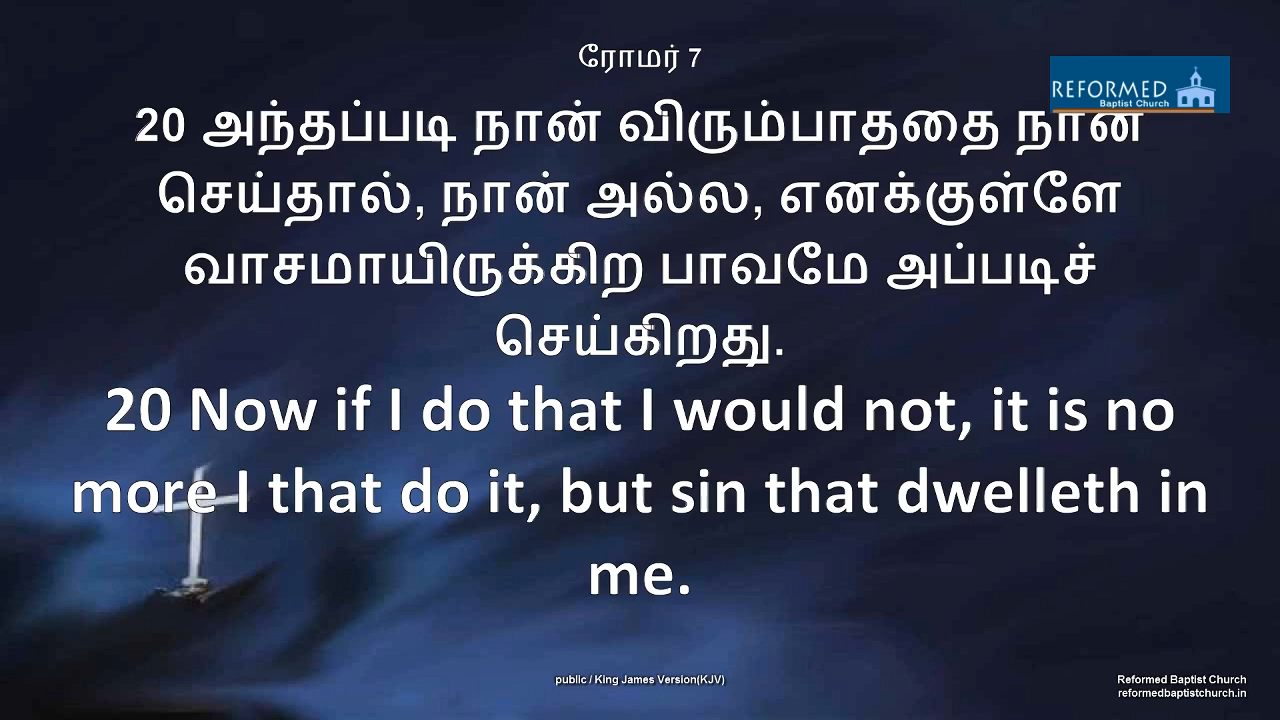 ரோமர் 7
REFORMED
Baptist Church
20 அந்தப்படி நான் விரும்பாததை நான்
செய்தால், நான் அல்ல, எனக்குள்ளே
வாசமாயிருக்கிற பாவமே அப்படிச்
செய்கிறது.
20 Now if I do that I would not, it is no
more I that do it, but sin that dwelleth in
me.
public / King James Version(KJV)
Reformed Baptist Church
reformedbaptistchurch.in